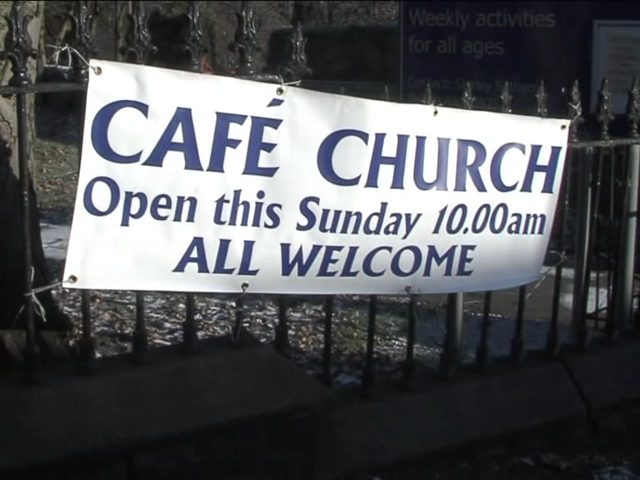 Weekly activities
for all ages
CAFÉ CHURCH
Open this Sunday 10.00am
ALL WELCOME